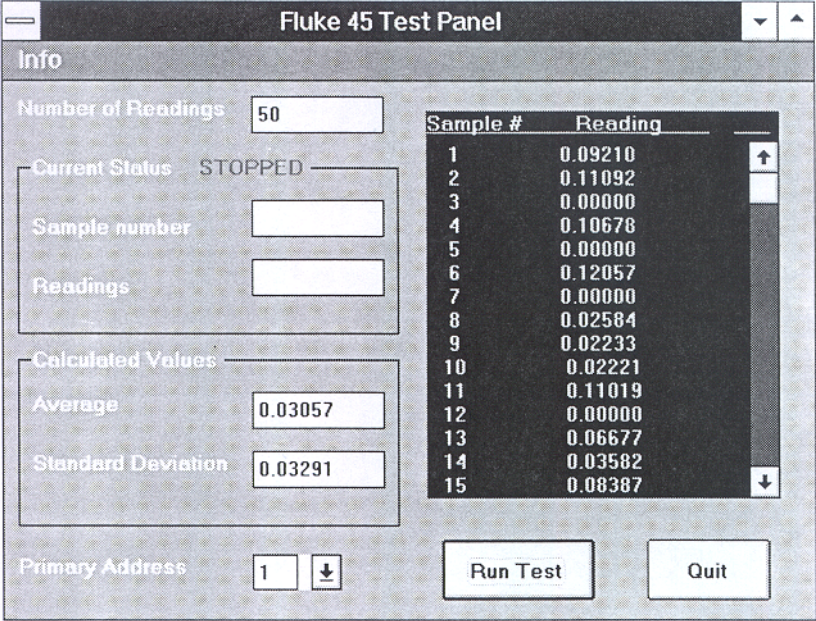 Fluke 45 Test Panel
Info
Number of Readings 50
Current Status STOPPED
Sample number
Readings
Calculated Values
Average 0.03057
Standard Deviation 0.03291
Primary Address 1
Sample # Reading
1 0.09210
2 0.11092
3 0.00000
4 0.10678
5 0.00000
6 0.12057
7 0.00000
8 0.02584
9 0.02233
10 0.02221
11 0.11019
12 0.00000
13 0.06677
14 0.03582
15 0.08387
Run Test
Quit